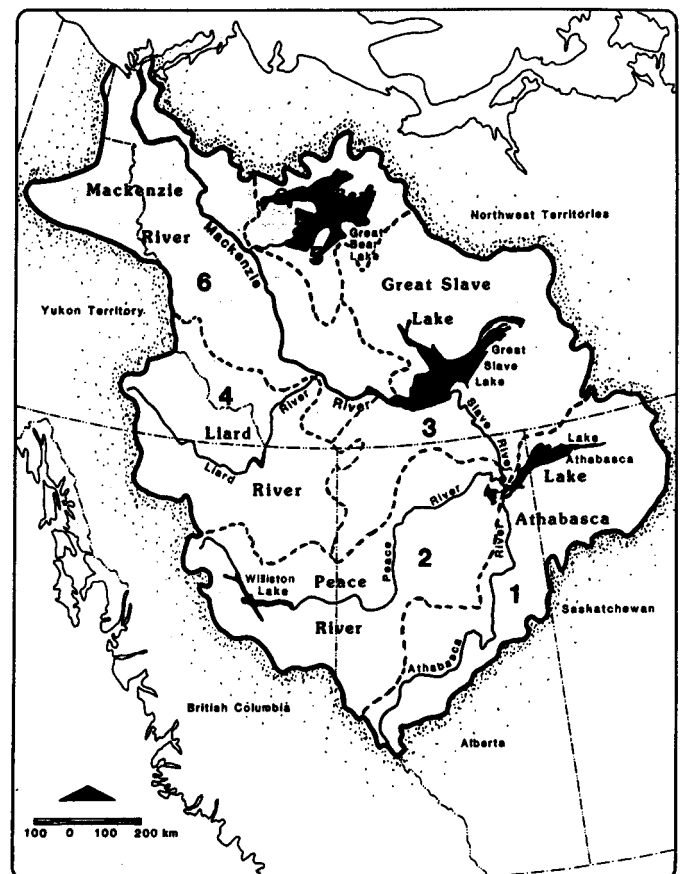 Mackenzie
River
6
Mackenzie
Great
Bear
Lake
5
Northwest Territories
Great Slave
Lake
Great
Slave
Lake
Yukon Territory
4
Liard
River
Liard
River
River
3
Slave
River
Lake
Athabasca
Lake
Athabasca
River
River
Peace
2
Peace
River
Williston
Lake
1
Athabasca
Saskatchewan
British Columbia
Alberta
100 0 100 200 km